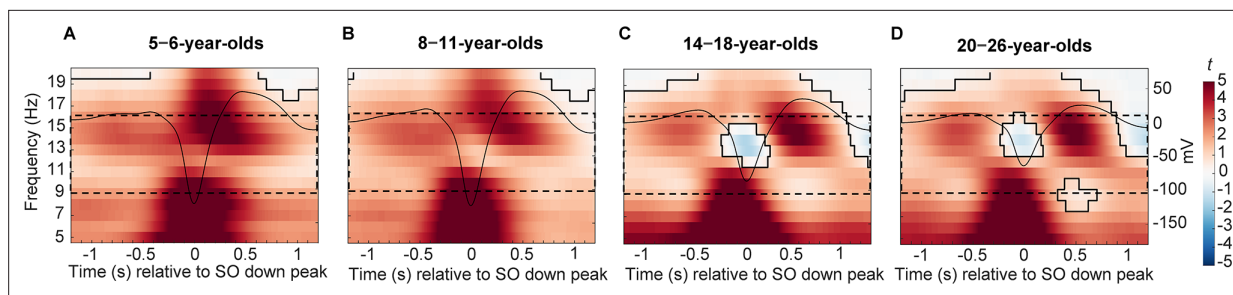 A
5–6-year-olds
B
8–11-year-olds
C
14–18-year-olds
D
20–26-year-olds
t
Frequency (Hz)
19
17
15
13
11
9
7
5
50
0
-50
-100
-150
mV
5
4
3
2
1
0
-1
-2
-3
-4
-5
-1 -0.5 0 0.5 1
-1 -0.5 0 0.5 1
-1 -0.5 0 0.5 1
-1 -0.5 0 0.5 1
Time (s) relative to SO down peak
Time (s) relative to SO down peak
Time (s) relative to SO down peak
Time (s) relative to SO down peak